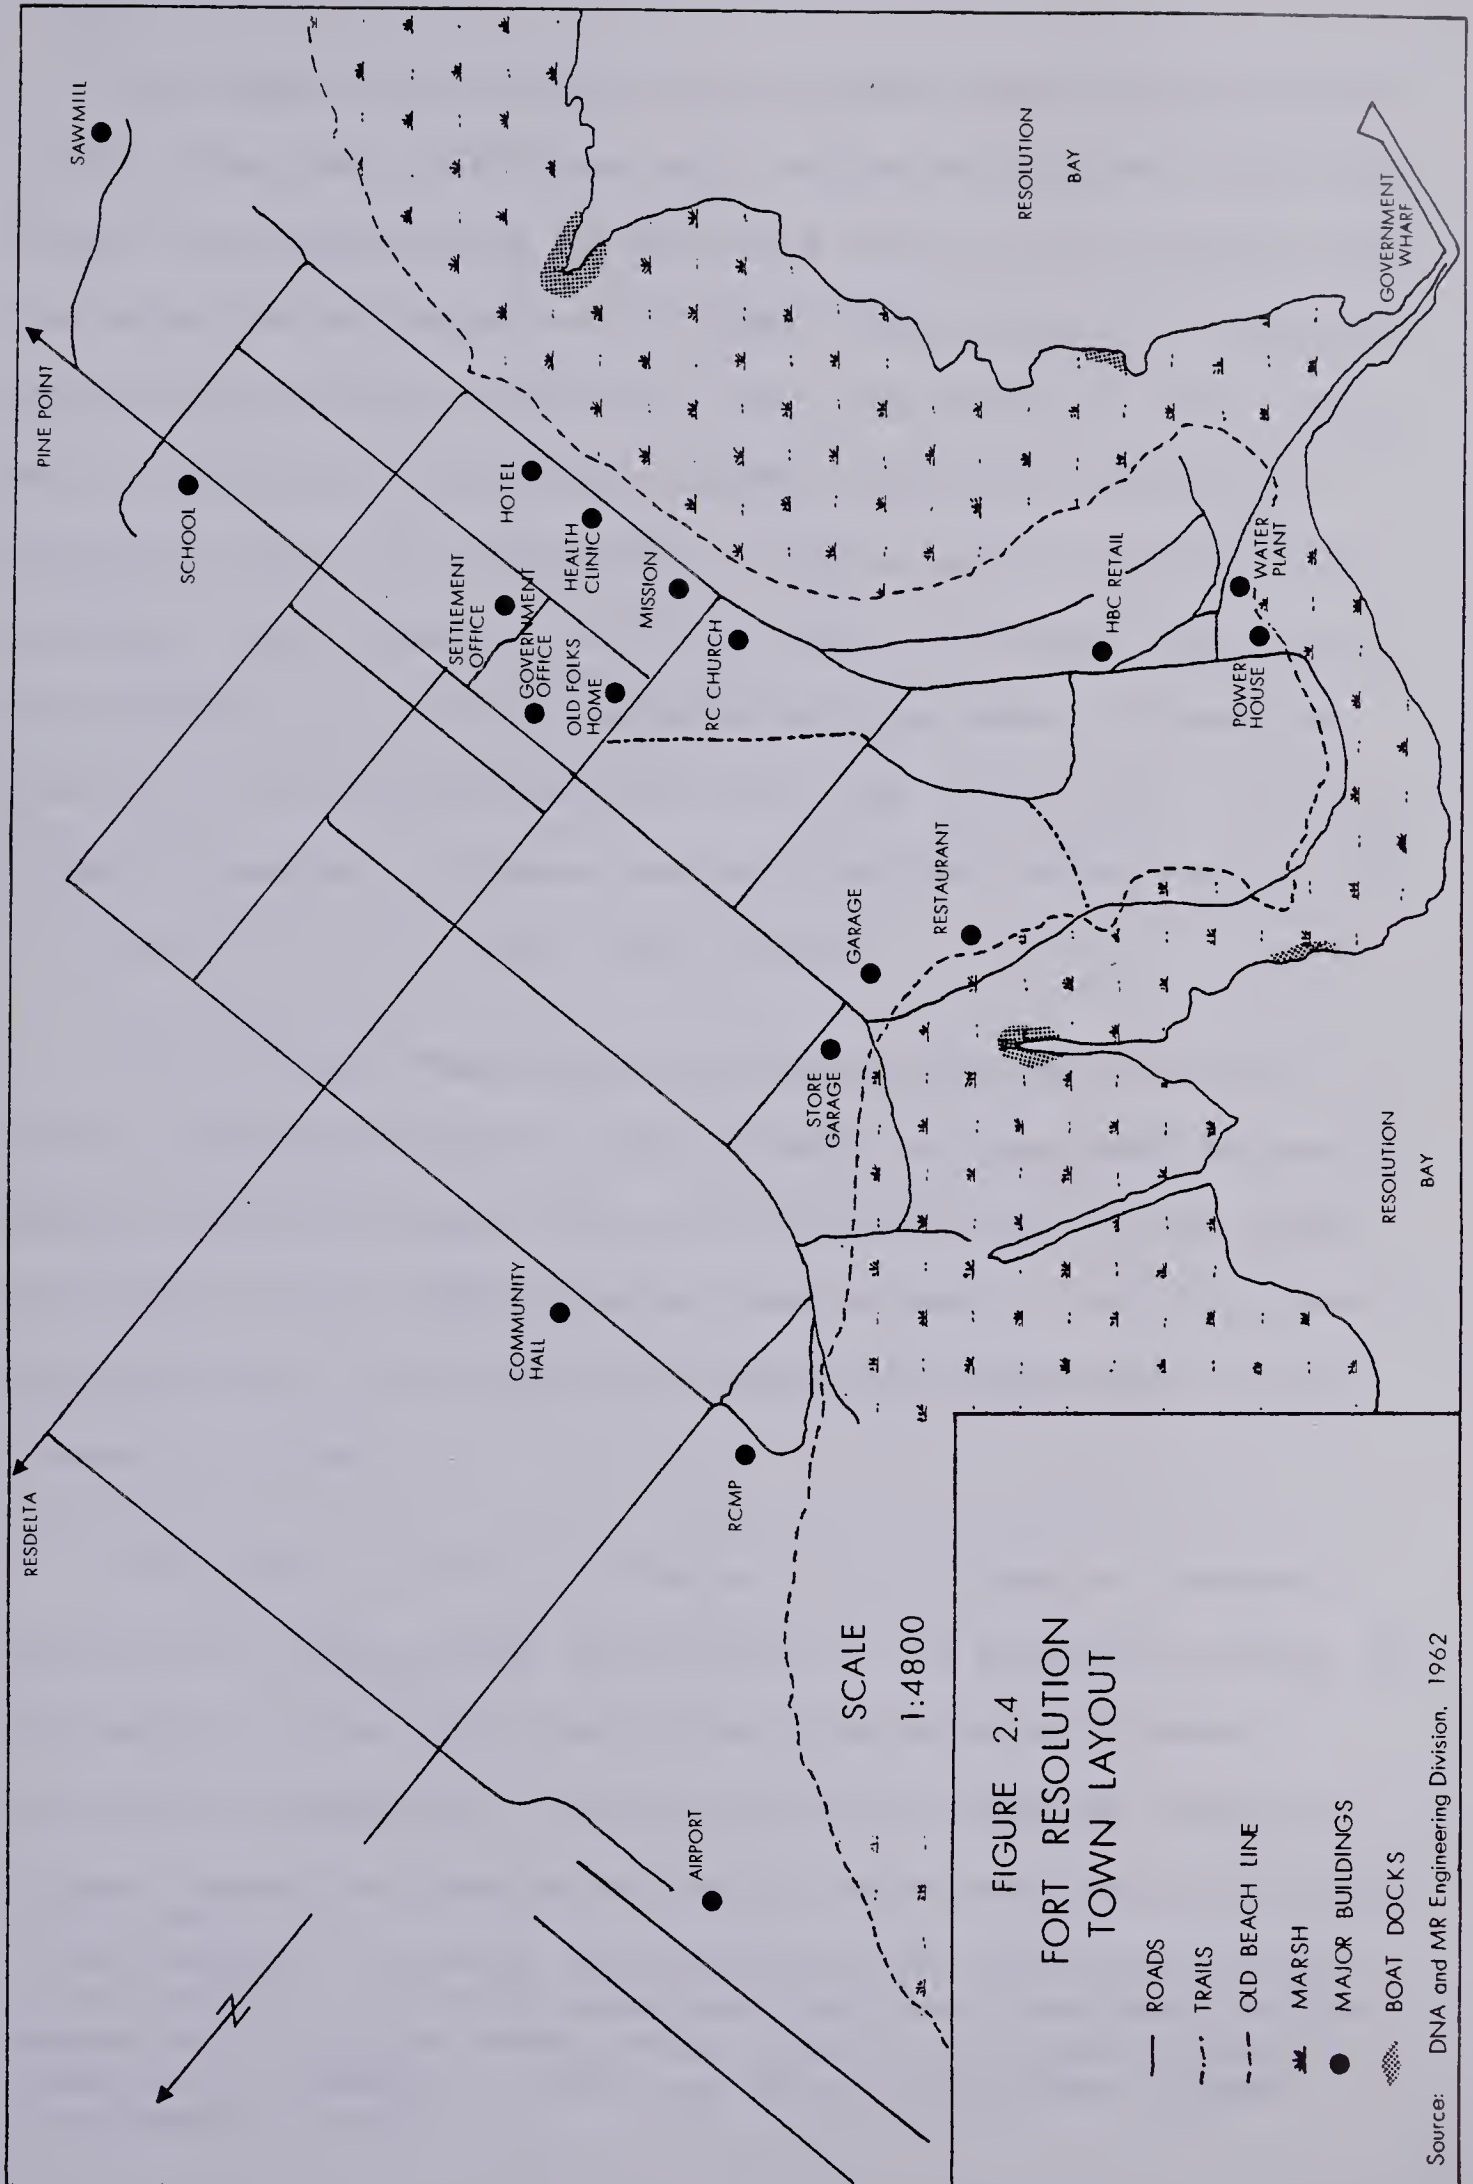 SAWMILL
PINE POINT
SCHOOL
HOTEL
HEALTH
CLINIC
SETTLEMENT
OFFICE
GOVERNMENT
OFFICE
OLD FOLKS
HOME
MISSION
RC CHURCH
RESOLUTION
BAY
GOVERNMENT
WHARF
HBC RETAIL
WATER
PLANT
POWER
HOUSE
RESTAURANT
GARAGE
STORE
GARAGE
COMMUNITY
HALL
RESDELTA
RCMP
AIRPORT
RESOLUTION
BAY
N
SCALE
1:4800
FIGURE 2.4
FORT RESOLUTION
TOWN LAYOUT
ROADS
TRAILS
OLD BEACH LINE
MARSH
MAJOR BUILDINGS
BOAT DOCKS
Source: DNA and MR Engineering Division, 1962